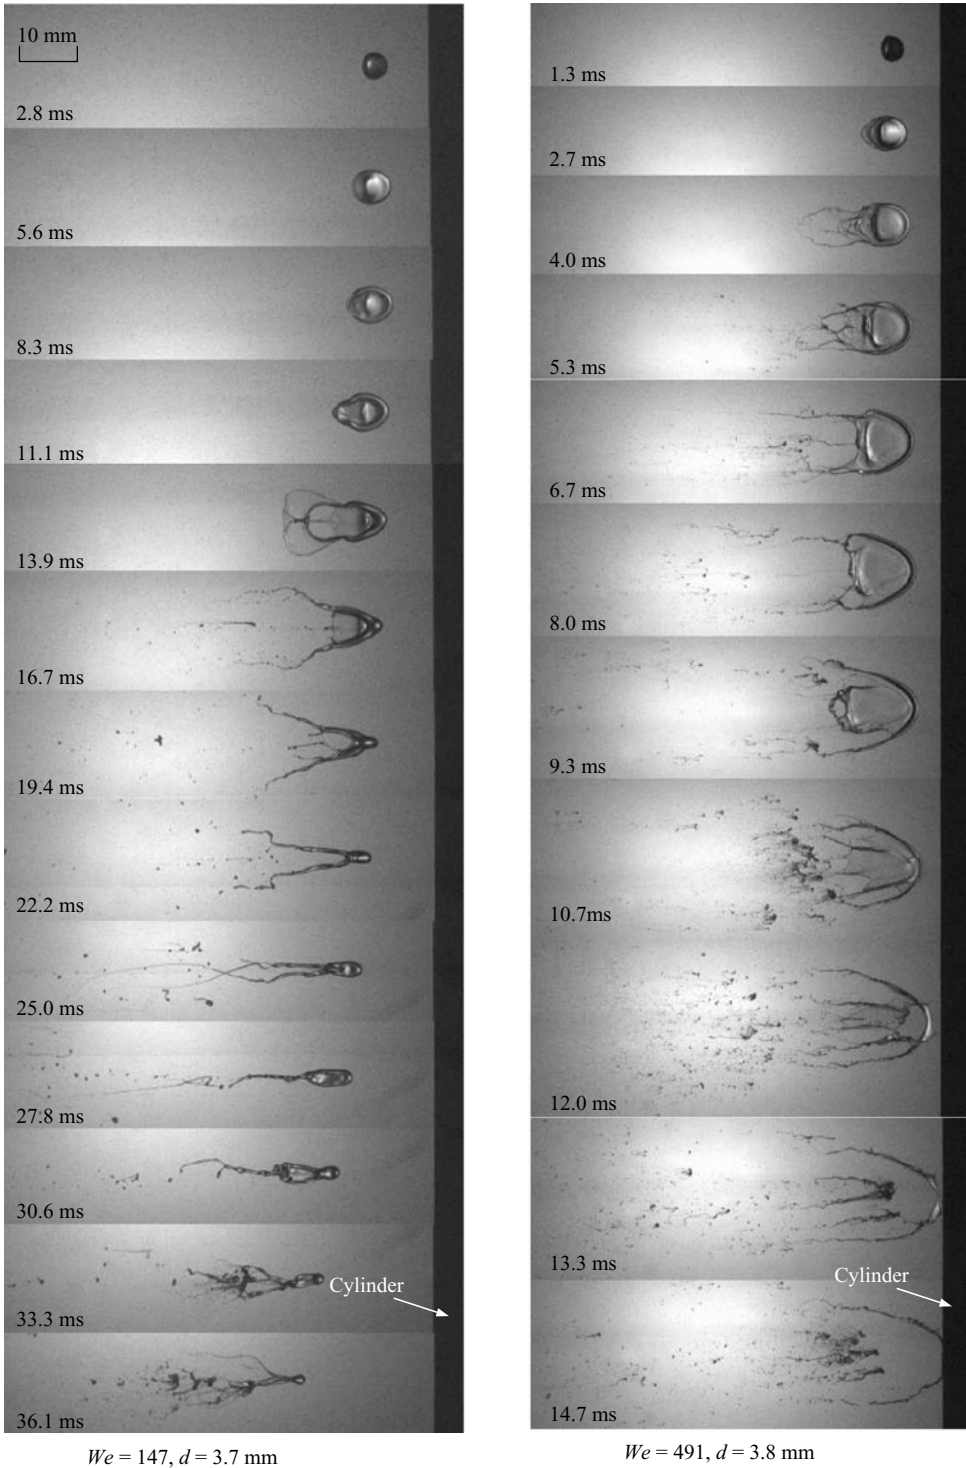 10 mm
2.8 ms
5.6 ms
8.3 ms
11.1 ms
13.9 ms
16.7 ms
19.4 ms
22.2 ms
25.0 ms
27.8 ms
30.6 ms
33.3 ms
Cylinder
36.1 ms
We = 147, d = 3.7 mm
1.3 ms
2.7 ms
4.0 ms
5.3 ms
6.7 ms
8.0 ms
9.3 ms
10.7ms
12.0 ms
13.3 ms
Cylinder
14.7 ms
We = 491, d = 3.8 mm